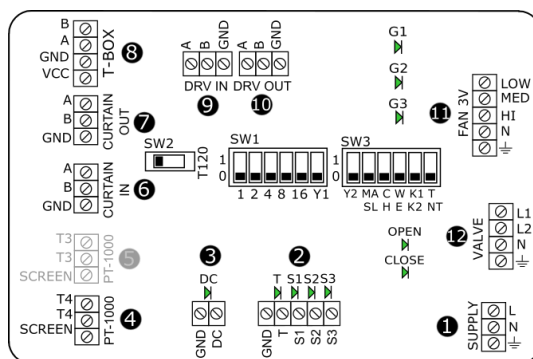 B
A
GND
VCC
T-BOX
8
A
B
GND
CURTAIN
OUT
7
A
B
GND
CURTAIN
IN
6
T3
T3
SCREEN
PT-1000
5
T4
T4
SCREEN
PT-1000
4
A B GND
DRV IN
9
A B GND
DRV OUT
10
SW2
T120
SW1
1
0
1 2 4 8 16 Y1
SW3
1
0
Y2 MA C W K1 T
SL H E K2 NT
G1
G2
G3
11
FAN 3V
LOW
MED
HI
N
OPEN
CLOSE
12
VALVE
L1
L2
N
3
DC
GND DC
2
T S1 S2 S3
GND T S1 S2 S3
1
SUPPLY
L
N